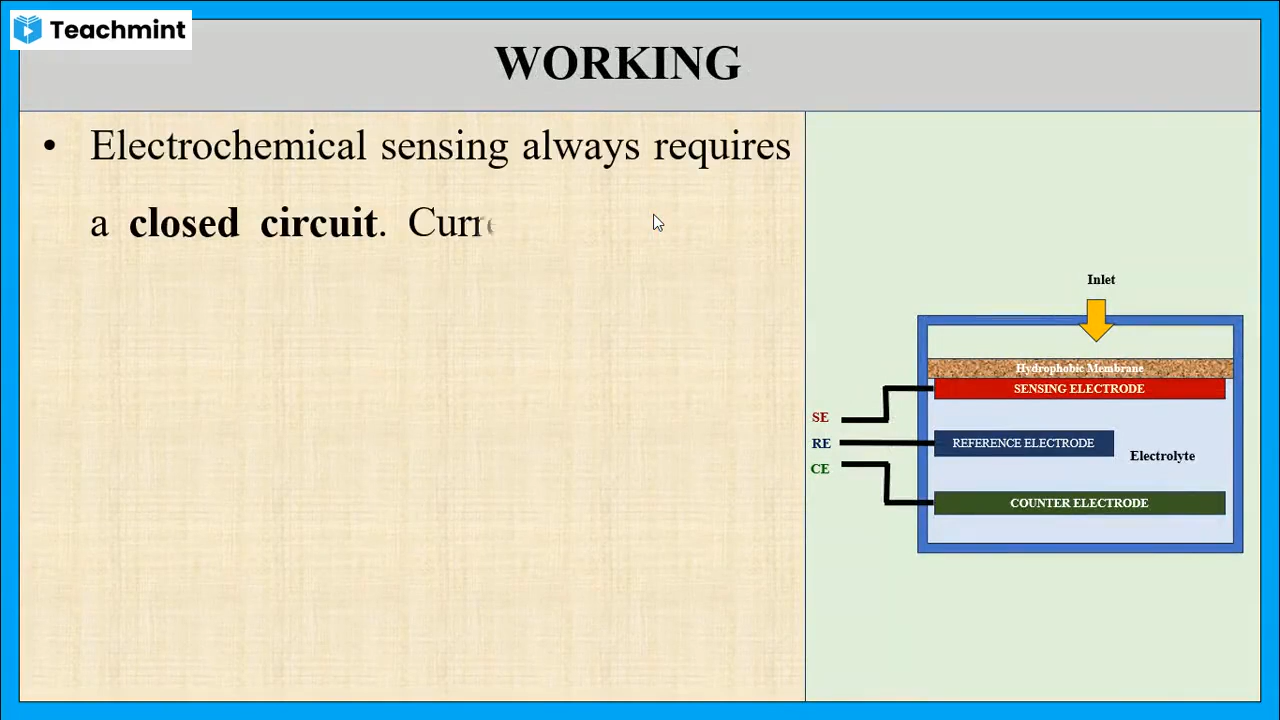 Teachmint
WORKING
• Electrochemical sensing always requires
a closed circuit. Curre
Inlet
Hydrophobic Membrane
SENSING ELECTRODE
SE
RE
REFERENCE ELECTRODE
Electrolyte
CE
COUNTER ELECTRODE